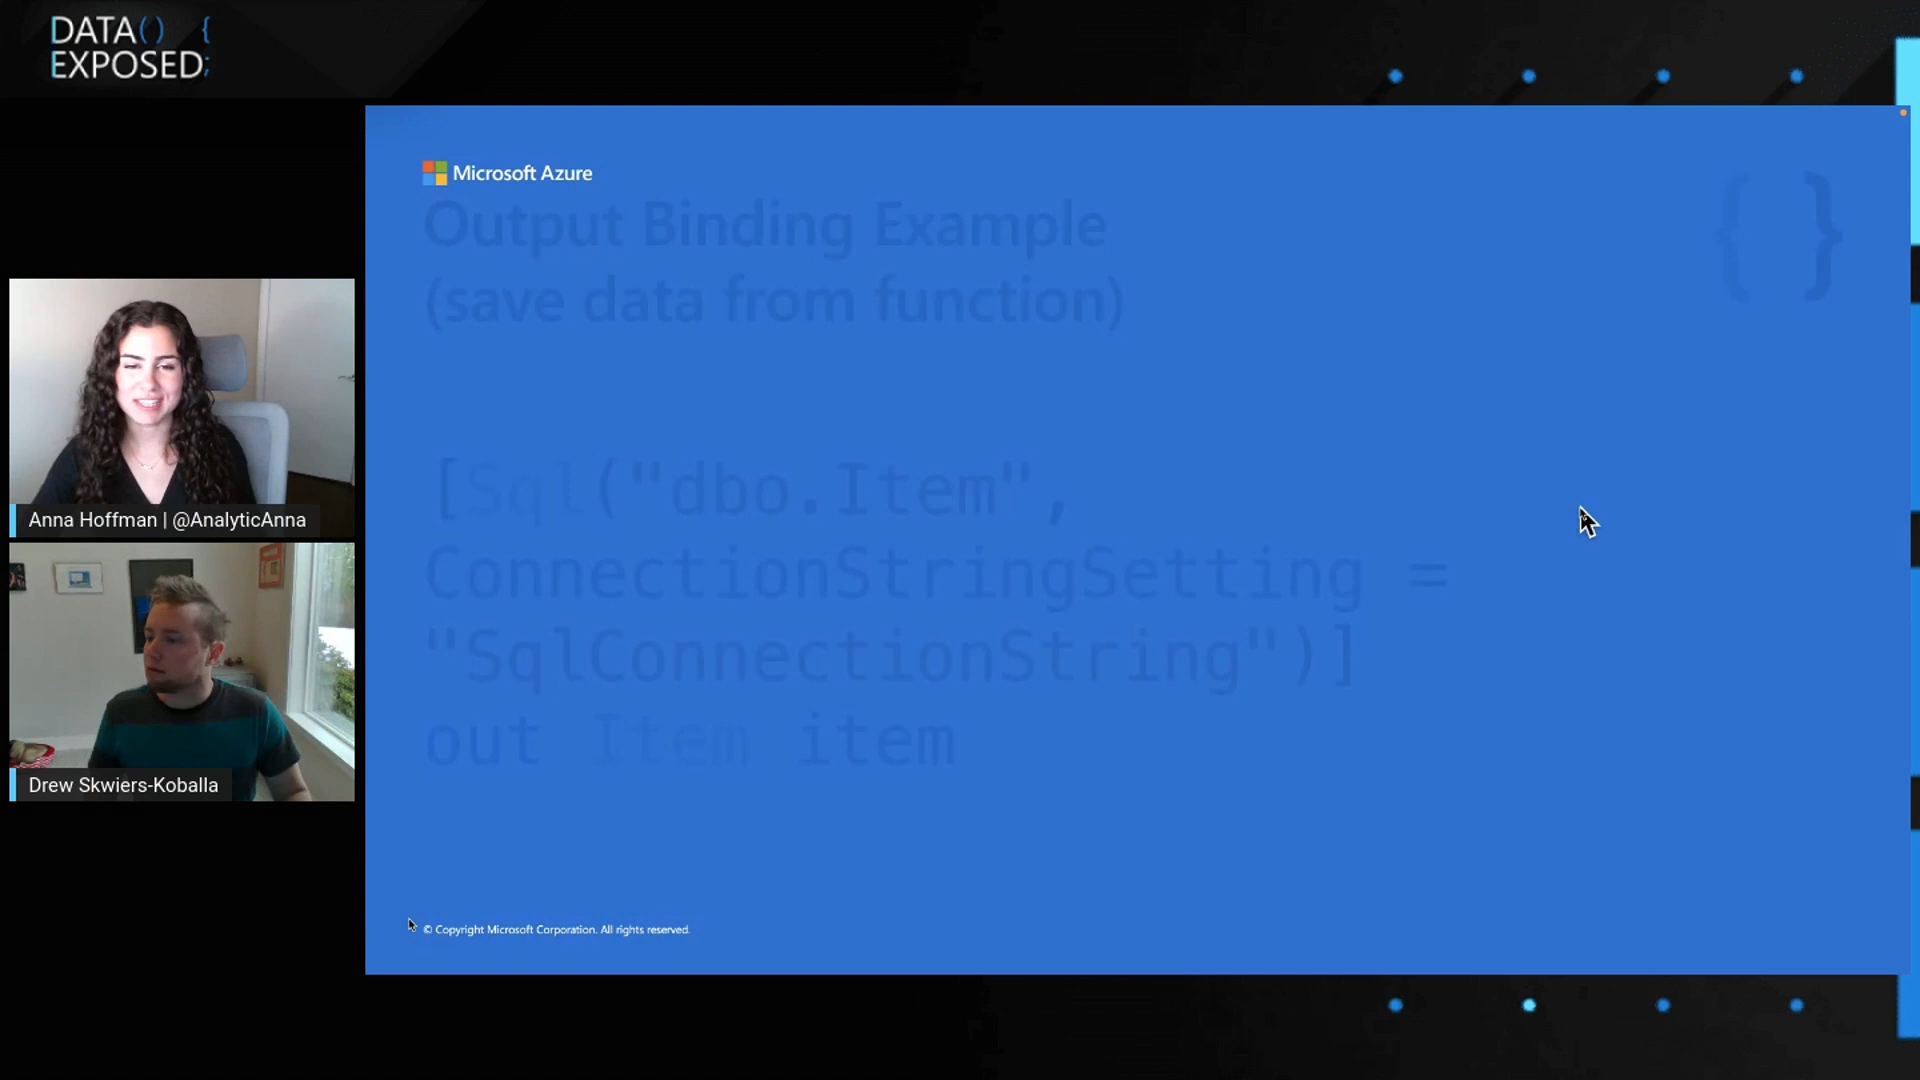 DATA() {
EXPOSED;
Microsoft Azure
Output Binding Example
(save data from function)
{ }
[Sql("dbo.Item",
ConnectionStringSetting =
"SqlConnectionString")]
out Item item
Anna Hoffman | @AnalyticAnna
Drew Skwiers-Koballa
© Copyright Microsoft Corporation. All rights reserved.